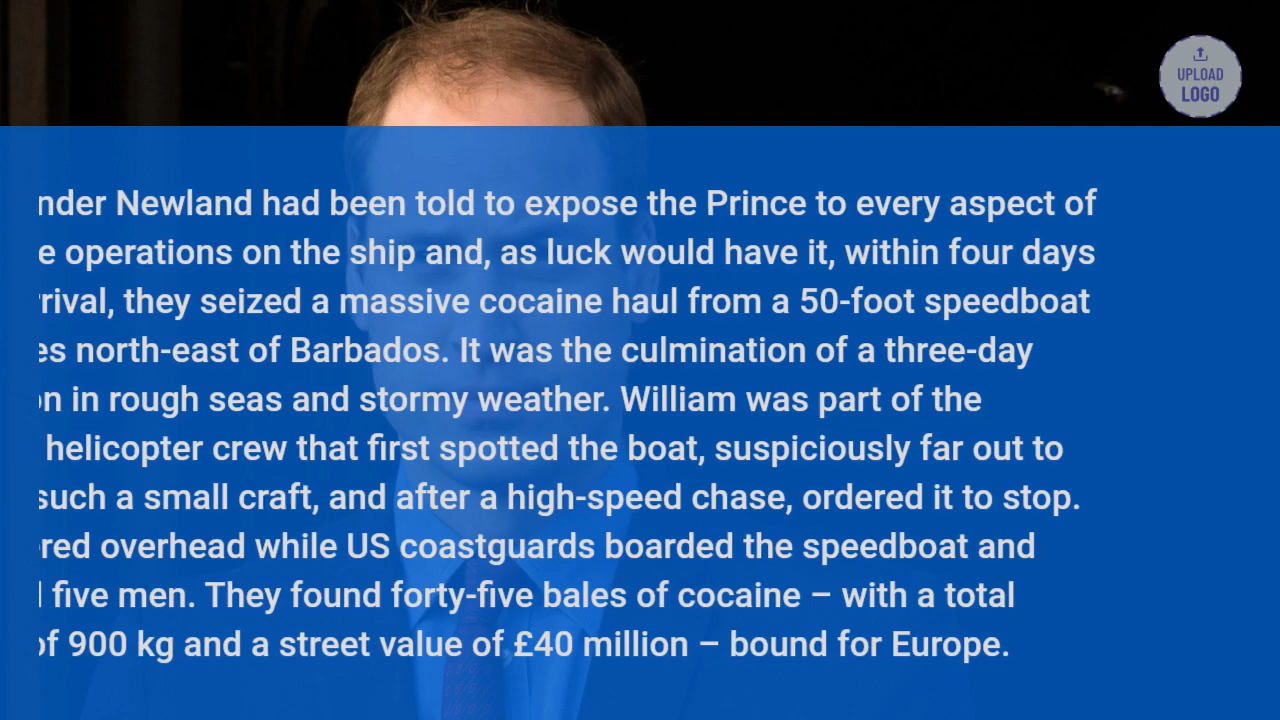 UPLOAD
LOGO
nder Newland had been told to expose the Prince to every aspect of
e operations on the ship and, as luck would have it, within four days
rival, they seized a massive cocaine haul from a 50-foot speedboat
es north-east of Barbados. It was the culmination of a three-day
n in rough seas and stormy weather. William was part of the
helicopter crew that first spotted the boat, suspiciously far out to
such a small craft, and after a high-speed chase, ordered it to stop.
red overhead while US coastguards boarded the speedboat and
five men. They found forty-five bales of cocaine – with a total
of 900 kg and a street value of £40 million – bound for Europe.